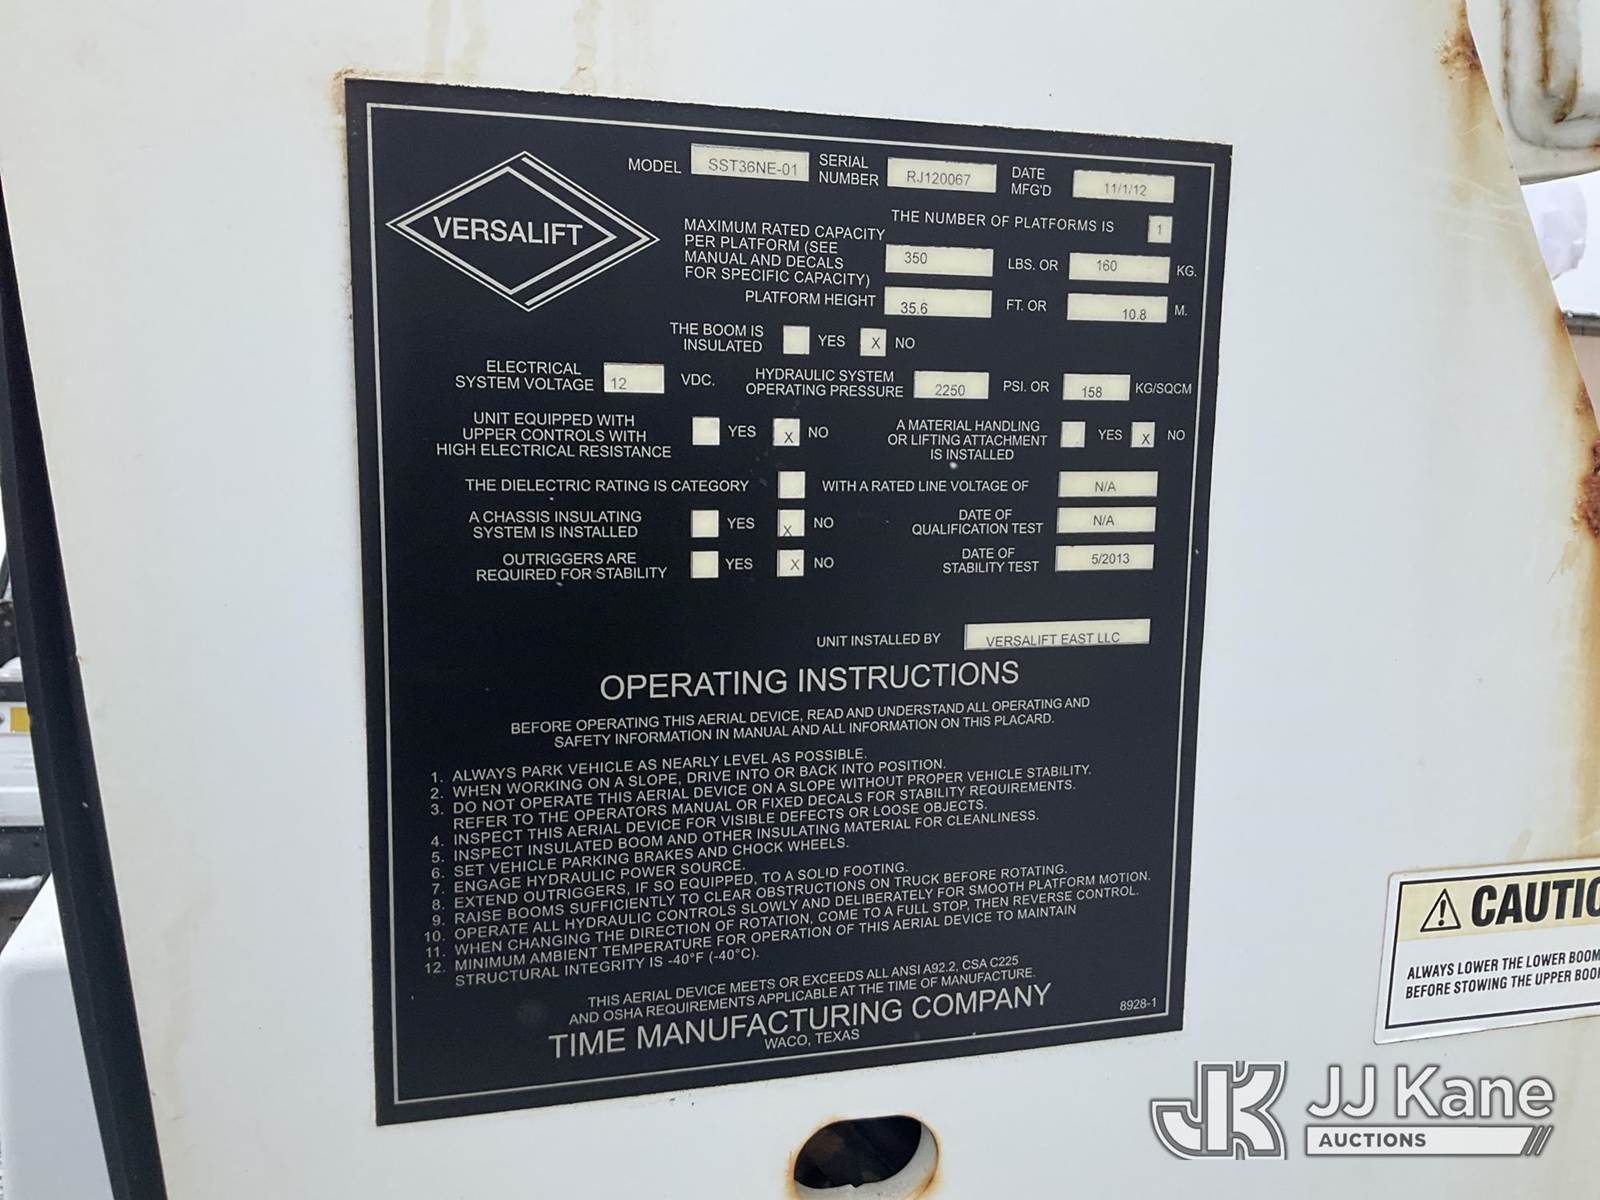 VERSALIFT
MODEL SST36NE-01 SERIAL NUMBER RJ120067 DATE MFG'D 11/1/12
THE NUMBER OF PLATFORMS IS 1
MAXIMUM RATED CAPACITY
PER PLATFORM (SEE
MANUAL AND DECALS
FOR SPECIFIC CAPACITY) 350 LBS. OR 160 KG.
PLATFORM HEIGHT 35.6 FT. OR 10.8 M.
THE BOOM IS
INSULATED YES X NO
ELECTRICAL
SYSTEM VOLTAGE 12 VDC.
HYDRAULIC SYSTEM
OPERATING PRESSURE 2250 PSI. OR 158 KG/SQCM
UNIT EQUIPPED WITH
UPPER CONTROLS WITH
HIGH ELECTRICAL RESISTANCE YES X NO
A MATERIAL HANDLING
OR LIFTING ATTACHMENT
IS INSTALLED YES X NO
THE DIELECTRIC RATING IS CATEGORY WITH A RATED LINE VOLTAGE OF N/A
A CHASSIS INSULATING
SYSTEM IS INSTALLED YES X NO
DATE OF
QUALIFICATION TEST N/A
OUTRIGGERS ARE
REQUIRED FOR STABILITY YES X NO
DATE OF
STABILITY TEST 5/2013
UNIT INSTALLED BY VERSALIFT EAST LLC
OPERATING INSTRUCTIONS
BEFORE OPERATING THIS AERIAL DEVICE, READ AND UNDERSTAND ALL OPERATING AND
SAFETY INFORMATION IN MANUAL AND ALL INFORMATION ON THIS PLACARD.
1. ALWAYS PARK VEHICLE AS NEARLY LEVEL AS POSSIBLE.
2. WHEN WORKING ON A SLOPE, DRIVE INTO OR BACK INTO POSITION.
3. DO NOT OPERATE THIS AERIAL DEVICE ON A SLOPE WITHOUT PROPER VEHICLE STABILITY.
REFER TO THE OPERATORS MANUAL OR FIXED DECALS FOR STABILITY REQUIREMENTS.
4. INSPECT THIS AERIAL DEVICE FOR VISIBLE DEFECTS OR LOOSE OBJECTS.
5. INSPECT INSULATED BOOM AND OTHER INSULATING MATERIAL FOR CLEANLINESS.
6. SET VEHICLE PARKING BRAKES AND CHOCK WHEELS.
7. ENGAGE HYDRAULIC POWER SOURCE.
8. EXTEND OUTRIGGERS, IF SO EQUIPPED, TO A SOLID FOOTING.
9. RAISE BOOMS SUFFICIENTLY TO CLEAR OBSTRUCTIONS ON TRUCK BEFORE ROTATING.
10. OPERATE ALL HYDRAULIC CONTROLS SLOWLY AND DELIBERATELY FOR SMOOTH PLATFORM MOTION.
11. WHEN CHANGING THE DIRECTION OF ROTATION, COME TO A FULL STOP, THEN REVERSE CONTROL.
12. MINIMUM AMBIENT TEMPERATURE FOR OPERATION OF THIS AERIAL DEVICE TO MAINTAIN
STRUCTURAL INTEGRITY IS -40°F (-40°C).
THIS AERIAL DEVICE MEETS OR EXCEEDS ALL ANSI A92.2, CSA C225
AND OSHA REQUIREMENTS APPLICABLE AT THE TIME OF MANUFACTURE.
TIME MANUFACTURING COMPANY
WACO, TEXAS
8928-1
CAUTIO
ALWAYS LOWER THE LOWER BOOM
BEFORE STOWING THE UPPER BOO
JK JJ Kane
AUCTIONS